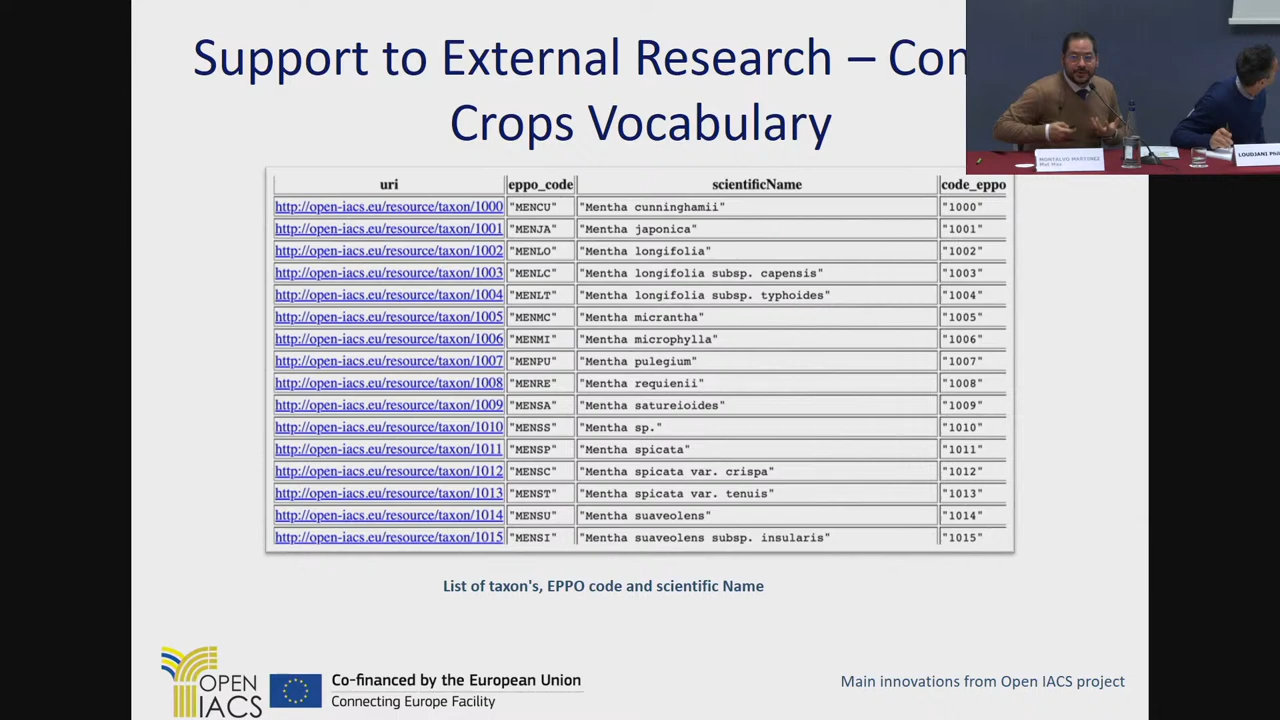 Support to External Research –
Crops Vocabulary
MONTALVO MARTINEZ
LOUDJANI
uri eppo_code scientificName code_eppo
http://open-iacs.eu/resource/taxon/1000 "MENCU" "Mentha cunninghamii" "1000"
http://open-iacs.eu/resource/taxon/1001 "MENJA" "Mentha japonica" "1001"
http://open-iacs.eu/resource/taxon/1002 "MENLO" "Mentha longifolia" "1002"
http://open-iacs.eu/resource/taxon/1003 "MENLC" "Mentha longifolia subsp. capensis" "1003"
http://open-iacs.eu/resource/taxon/1004 "MENLT" "Mentha longifolia subsp. typhoides" "1004"
http://open-iacs.eu/resource/taxon/1005 "MENMC" "Mentha micrantha" "1005"
http://open-iacs.eu/resource/taxon/1006 "MENMI" "Mentha microphylla" "1006"
http://open-iacs.eu/resource/taxon/1007 "MENPU" "Mentha pulegium" "1007"
http://open-iacs.eu/resource/taxon/1008 "MENRE" "Mentha requienii" "1008"
http://open-iacs.eu/resource/taxon/1009 "MENSA" "Mentha satureioides" "1009"
http://open-iacs.eu/resource/taxon/1010 "MENSS" "Mentha sp." "1010"
http://open-iacs.eu/resource/taxon/1011 "MENSP" "Mentha spicata" "1011"
http://open-iacs.eu/resource/taxon/1012 "MENSC" "Mentha spicata var. crispa" "1012"
http://open-iacs.eu/resource/taxon/1013 "MENST" "Mentha spicata var. tenuis" "1013"
http://open-iacs.eu/resource/taxon/1014 "MENSU" "Mentha suaveolens" "1014"
http://open-iacs.eu/resource/taxon/1015 "MENSI" "Mentha suaveolens subsp. insularis" "1015"
List of taxon's, EPPO code and scientific Name
OPEN
IACS
Co-financed by the European Union
Connecting Europe Facility
Main innovations from Open IACS project